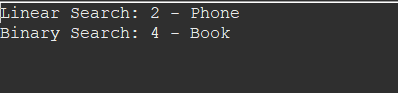 Linear Search: 2 - Phone
Binary Search: 4 - Book